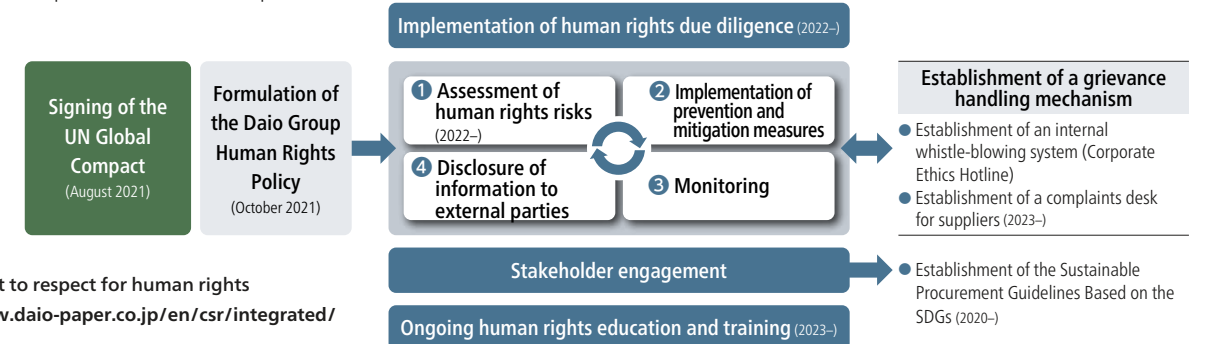 Implementation of human rights due diligence (2022–)
Signing of the
UN Global
Compact
(August 2021)
Formulation of
the Daio Group
Human Rights
Policy
(October 2021)
1 Assessment of
human rights risks
(2022–)
2 Implementation of
prevention and
mitigation measures
4 Disclosure of
information to
external parties
3 Monitoring
Establishment of a grievance
handling mechanism
● Establishment of an internal
whistle-blowing system (Corporate
Ethics Hotline)
● Establishment of a complaints desk
for suppliers (2023–)
Stakeholder engagement
● Establishment of the Sustainable
Procurement Guidelines Based on the
SDGs (2020–)
Ongoing human rights education and training (2023–)
t to respect for human rights
w.daio-paper.co.jp/en/csr/integrated/